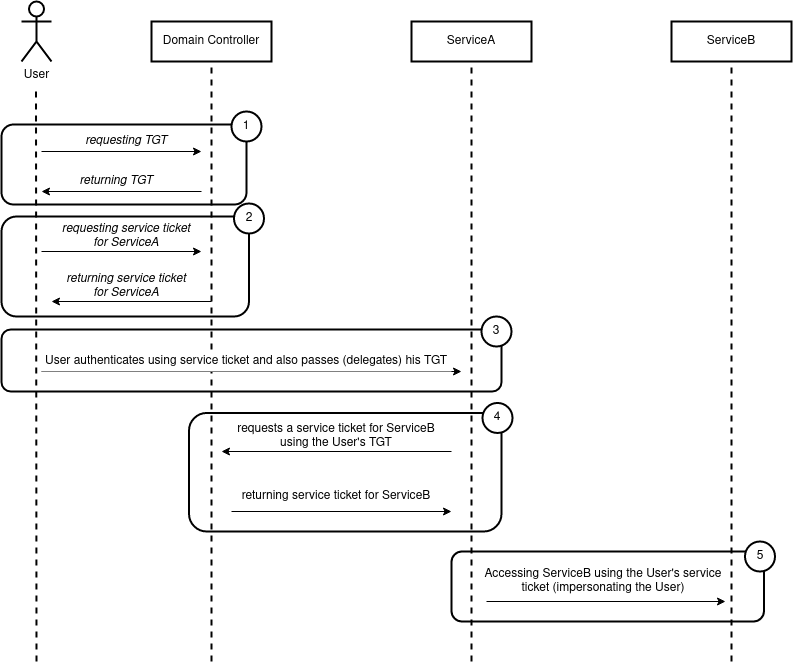 User
Domain Controller
ServiceA
ServiceB
1
requesting TGT
returning TGT
2
requesting service ticket
for ServiceA
returning service ticket
for ServiceA
3
User authenticates using service ticket and also passes (delegates) his TGT
4
requests a service ticket for ServiceB
using the User's TGT
returning service ticket for ServiceB
5
Accessing ServiceB using the User's service
ticket (impersonating the User)